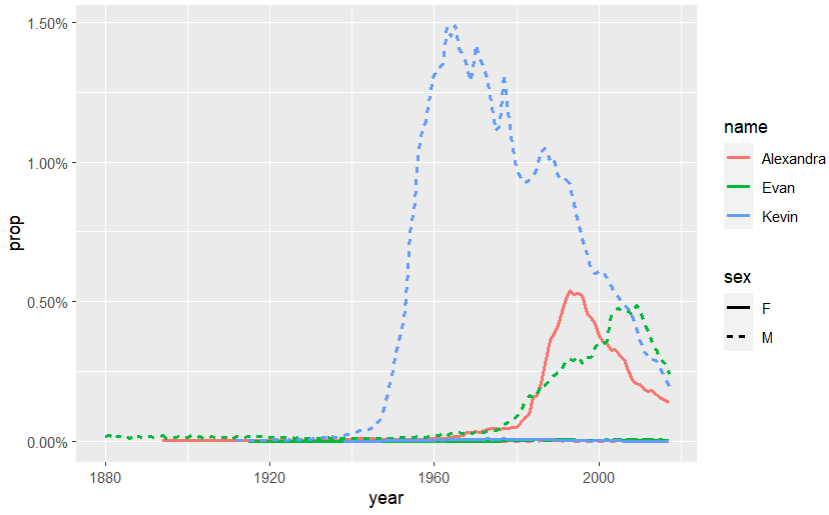 1.50%
1.00%
0.50%
0.00%
prop
1880
1920
1960
2000
year
name
Alexandra
Evan
Kevin
sex
F
M